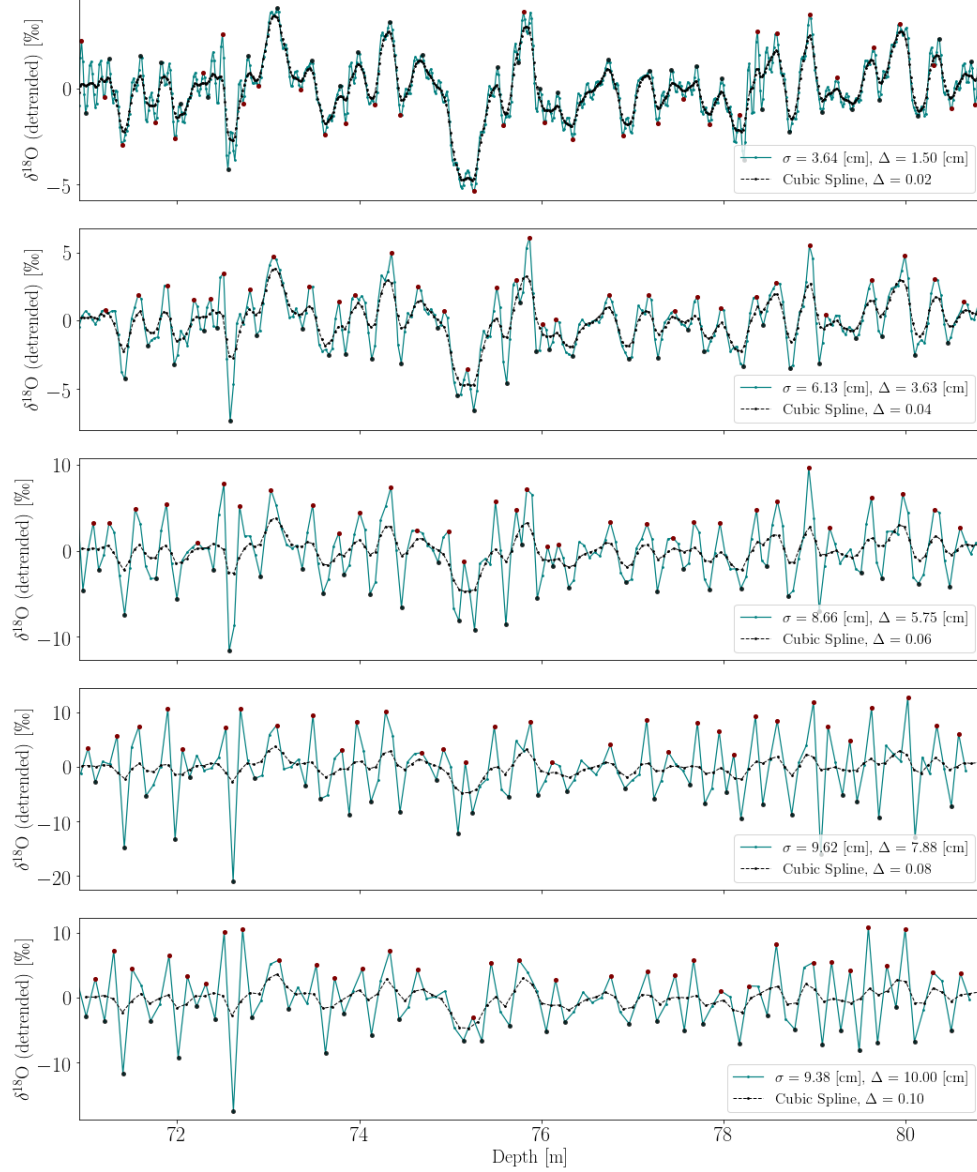 δ¹⁸O (detrended) [‰]
0
−5
σ = 3.64 [cm], Δ = 1.50 [cm]
Cubic Spline, Δ = 0.02
δ¹⁸O (detrended) [‰]
5
0
−5
σ = 6.13 [cm], Δ = 3.63 [cm]
Cubic Spline, Δ = 0.04
δ¹⁸O (detrended) [‰]
10
0
−10
σ = 8.66 [cm], Δ = 5.75 [cm]
Cubic Spline, Δ = 0.06
δ¹⁸O (detrended) [‰]
10
0
−10
−20
σ = 9.62 [cm], Δ = 7.88 [cm]
Cubic Spline, Δ = 0.08
δ¹⁸O (detrended) [‰]
10
0
−10
σ = 9.38 [cm], Δ = 10.00 [cm]
Cubic Spline, Δ = 0.10
72 74 76 78 80
Depth [m]